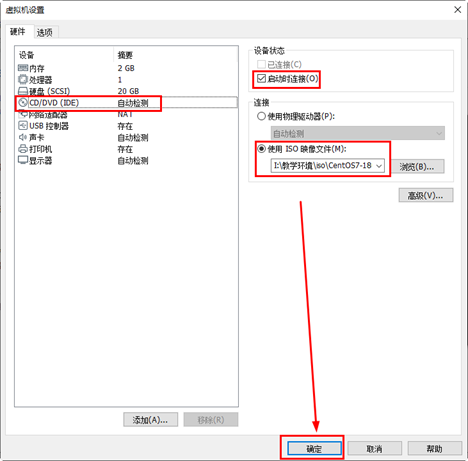 虚拟机设置
硬件 选项
设备 摘要
内存 2 GB
处理器 1
硬盘 (SCSI) 20 GB
CD/DVD (IDE) 自动检测
网络适配器 NAT
USB 控制器 存在
声卡 自动检测
打印机 存在
显示器 自动检测
添加(A)... 移除(R)
设备状态
已连接(C)
启动时连接(O)
连接
使用物理驱动器(P):
自动检测
使用 ISO 映像文件(M):
I:\教学环境\iso\CentOS7-18 浏览(B)...
高级(V)...
确定 取消 帮助